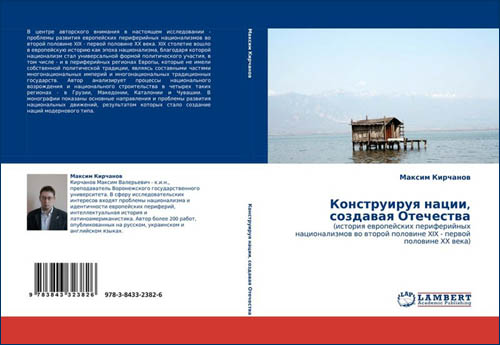 В центре авторского внимания в настоящем исследовании -
проблемы развития европейских периферийных национализмов во
второй половине XIX - первой половине XX века. XIX столетие вошло
в европейскую историю как эпоха национализма, благодаря которой
национализм стал универсальной формой политического участия, в
том числе - и в периферийных регионах Европы, которые не имели
собственной политической традиции, являясь составными частями
многонациональных империй и многонациональных традиционных
государств. Автор анализирует процессы национального
возрождения и национального строительства в четырех таких
регионах - в Грузии, Македонии, Каталонии и Чувашии. В
монографии показаны основные направления и проблемы развития
национальных движений, результатом которых стало создание
наций модерного типа.
Максим Кирчанов
Кирчанов Максим Валерьевич - к.и.н.,
преподаватель Воронежского государственного
университета. В сферу исследовательских
интересов входят проблемы национализма и
идентичности европейских периферий,
интеллектуальная история и
латиноамериканистика. Автор более 200 работ,
опубликованных на русском, украинском и
английском языках.
9 783843 323826
978-3-8433-2382-6
Максим Кирчанов
Конструируя нации, создавая Отечества
Максим Кирчанов
Конструируя нации,
создавая Отечества
(история европейских периферийных
национализмов во второй половине XIX - первой
половине XX века)
LAP LAMBERT
Academic Publishing